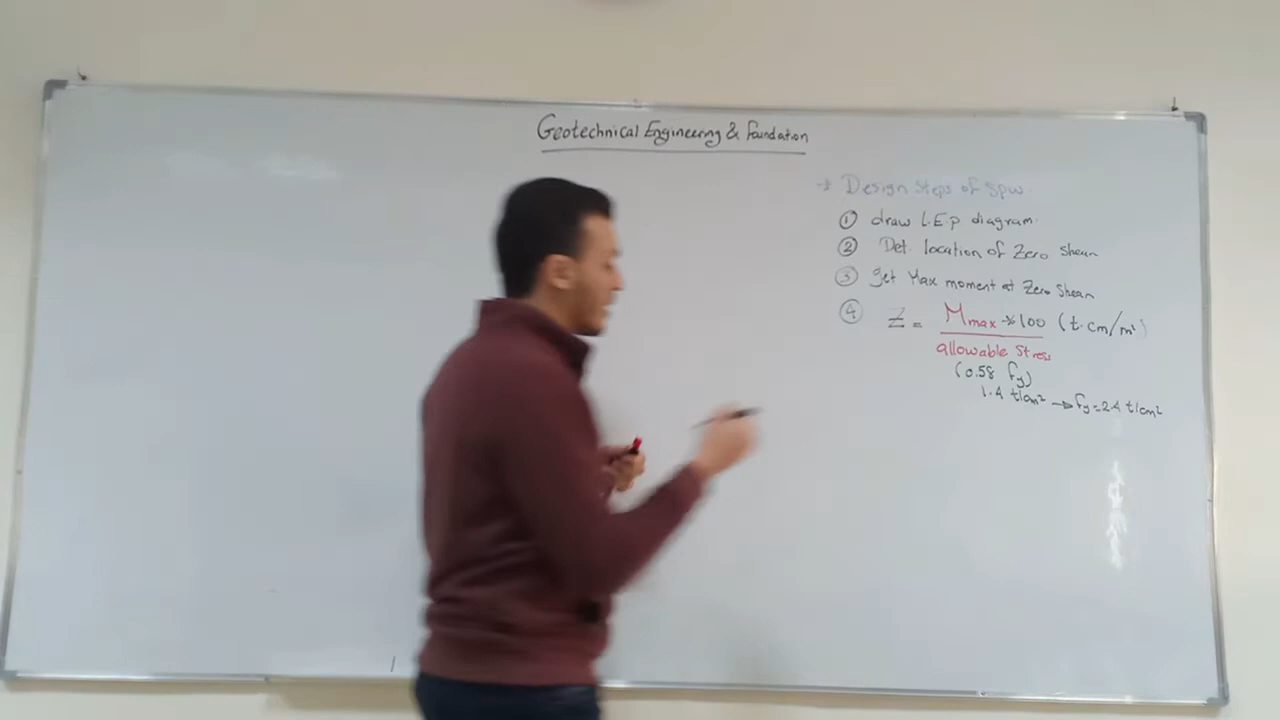 Geotechnical Engineering & Foundation
* Design Steps of spw
① draw L.E.P diagram.
② Det. location of Zero Shear
③ get Max moment at Zero Shear
④ Z = Mmax * 100 (t.cm/m')
allowable Stress
(0.58 fy)
1.4 t/cm² → fy = 2.4 t/cm²